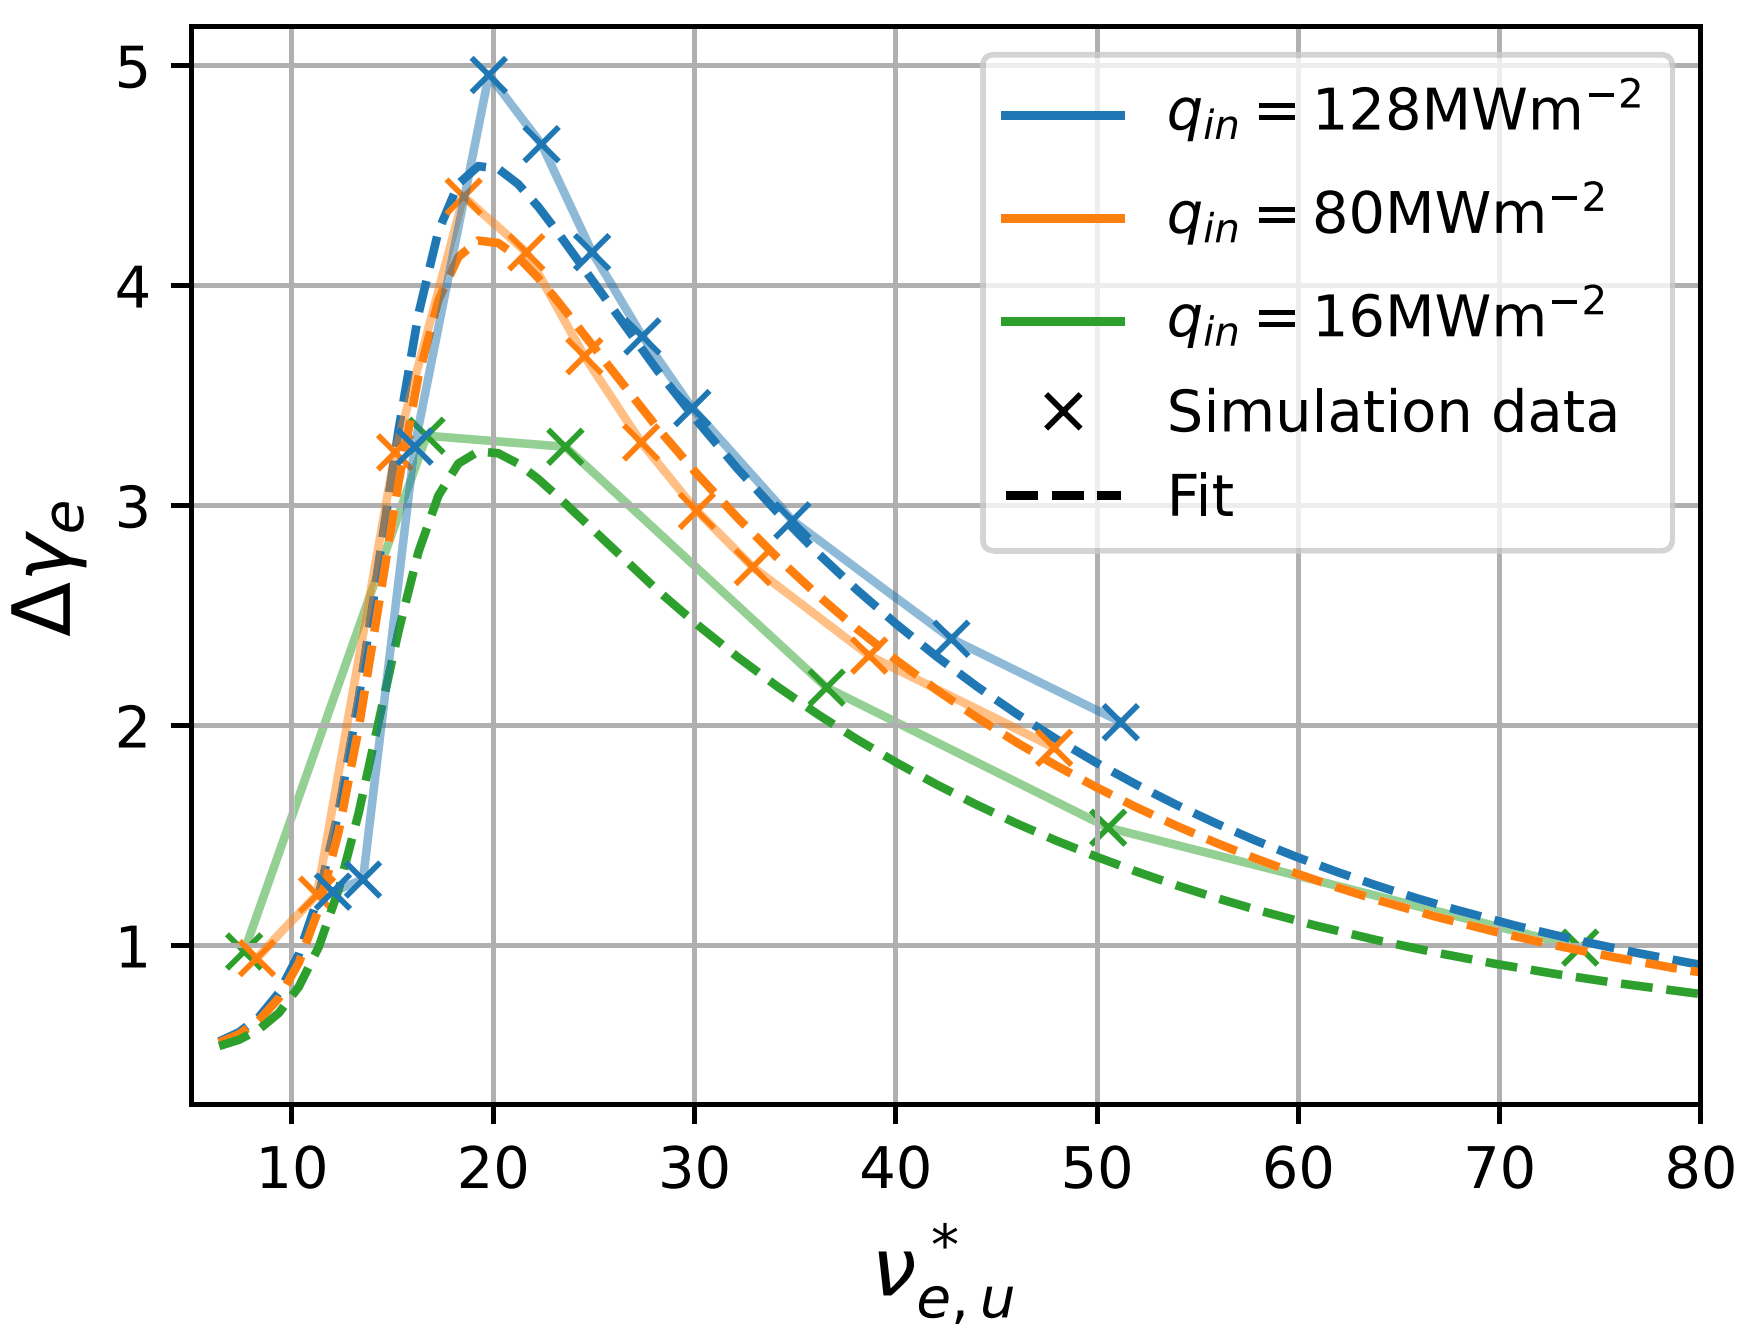 5
4
3
2
1
Δγₑ
q_in = 128MWm⁻²
q_in = 80MWm⁻²
q_in = 16MWm⁻²
Simulation data
Fit
10 20 30 40 50 60 70 80
ν*_e,u